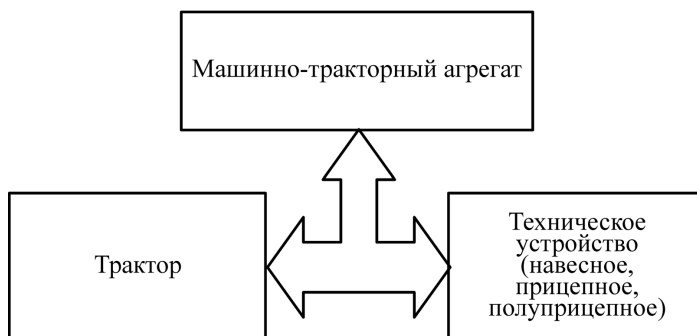 Машинно-тракторный агрегат
Трактор
Техническое
устройство
(навесное,
прицепное,
полуприцепное)